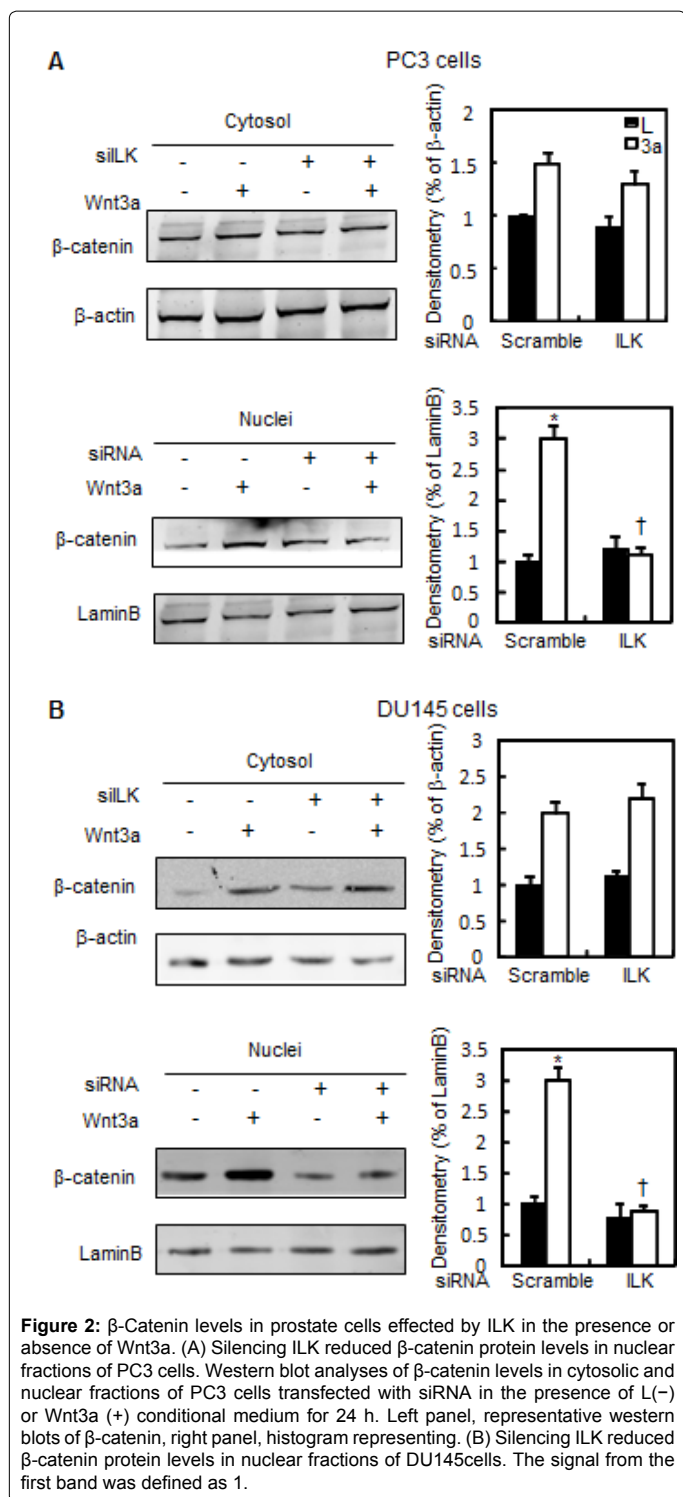 A PC3 cells
Cytosol
siILK - - + +
Wnt3a - + - +
β-catenin
β-actin
Densitometry (% of β-actin)
2
1.5
1
0.5
0
L
3a
siRNA Scramble ILK
Nuclei
siRNA - - + +
Wnt3a - + - +
β-catenin
LaminB
Densitometry (% of LaminB)
3.5
3
2.5
2
1.5
1
0.5
0
*
†
siRNA Scramble ILK
B DU145 cells
Cytosol
siILK - - + +
Wnt3a - + - +
β-catenin
β-actin
Densitometry (% of β-actin)
3
2.5
2
1.5
1
0.5
0
siRNA Scramble ILK
Nuclei
siRNA - - + +
Wnt3a - + - +
β-catenin
LaminB
Densitometry (% of LaminB)
3.5
3
2.5
2
1.5
1
0.5
0
*
†
siRNA Scramble ILK
Figure 2: β-Catenin levels in prostate cells effected by ILK in the presence or
absence of Wnt3a. (A) Silencing ILK reduced β-catenin protein levels in nuclear
fractions of PC3 cells. Western blot analyses of β-catenin levels in cytosolic and
nuclear fractions of PC3 cells transfected with siRNA in the presence of L(−)
or Wnt3a (+) conditional medium for 24 h. Left panel, representative western
blots of β-catenin, right panel, histogram representing. (B) Silencing ILK reduced
β-catenin protein levels in nuclear fractions of DU145cells. The signal from the
first band was defined as 1.